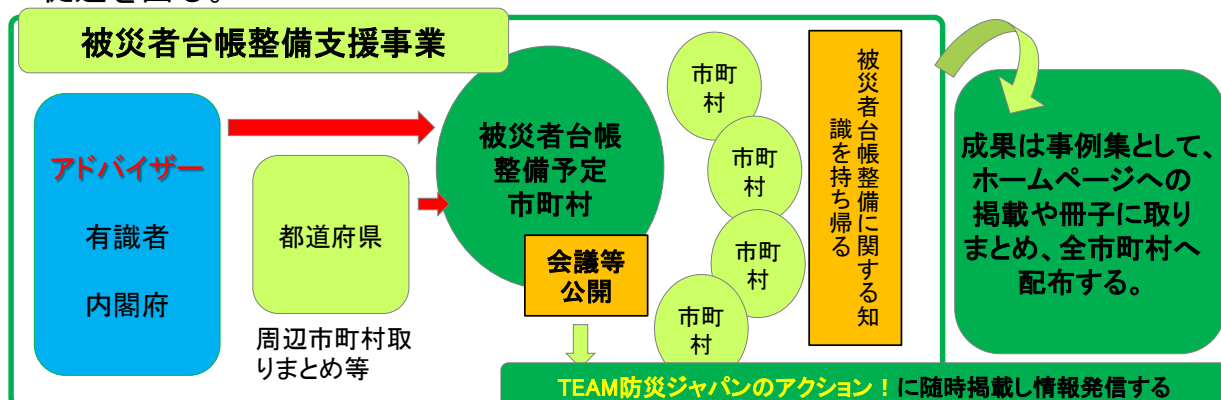 被災者台帳整備支援事業
アドバイザー
有識者
内閣府
都道府県
周辺市町村取
りまとめ等
被災者台帳
整備予定
市町村
会議等
公開
市町
村
市町
村
市町
村
市町
村
被災者台帳整備に関する知
識を持ち帰る
成果は事例集として、
ホームページへの
掲載や冊子に取り
まとめ、全市町村へ
配布する。
TEAM防災ジャパンのアクション！に随時掲載し情報発信する